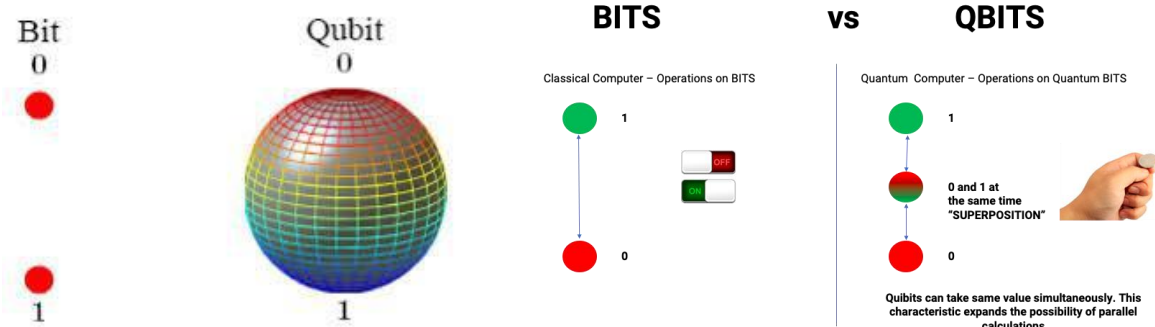 Bit
0
1
Qubit
0
1
BITS
vs
QBITS
Classical Computer – Operations on BITS
1
OFF
ON
0
Quantum Computer – Operations on Quantum BITS
1
0 and 1 at
the same time
"SUPERPOSITION"
0
Quibits can take same value simultaneously. This
characteristic expands the possibility of parallel
calculations